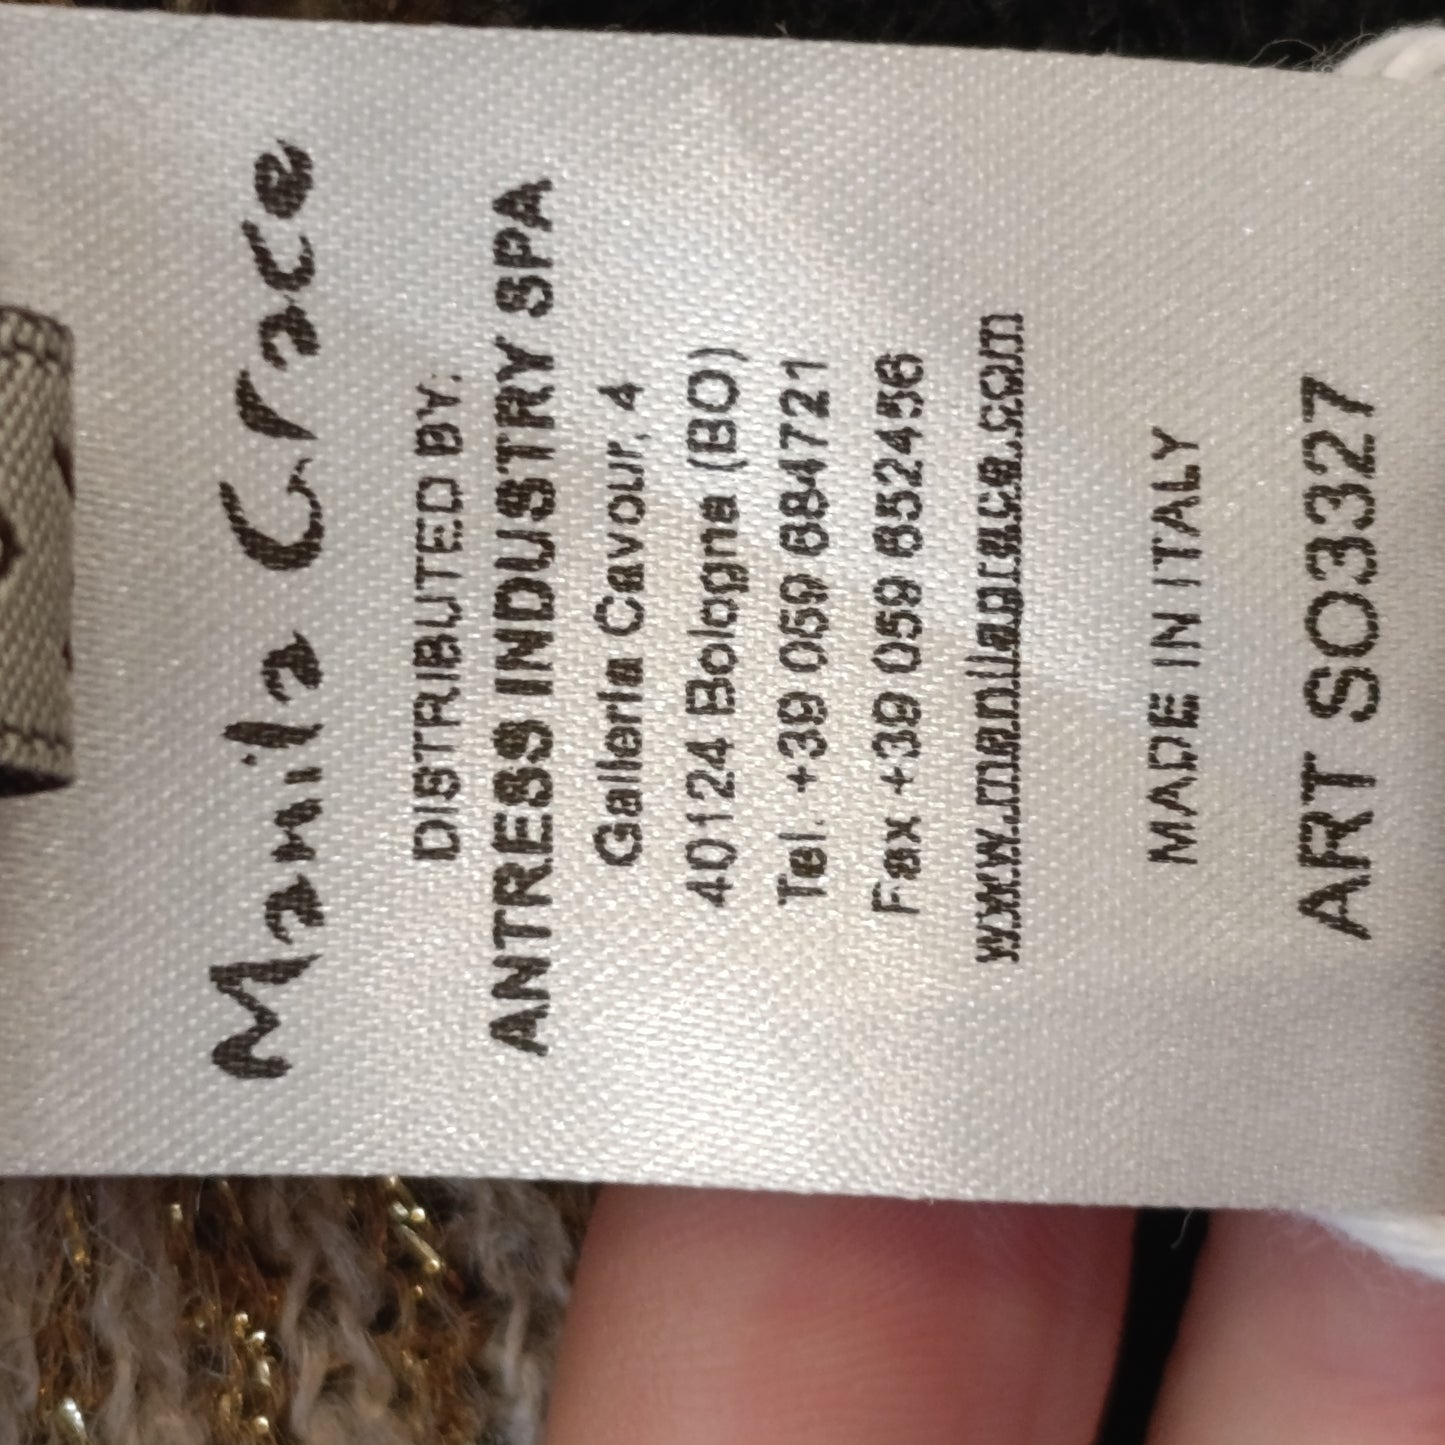 Manila Grace
DISTRIBUTED BY:
ANTRESS INDUSTRY SPA
Galleria Cavour, 4
40124 Bologna (BO)
Tel. +39 059 684721
Fax +39 059 652456
www.manilagrace.com
MADE IN ITALY
ART SO3327